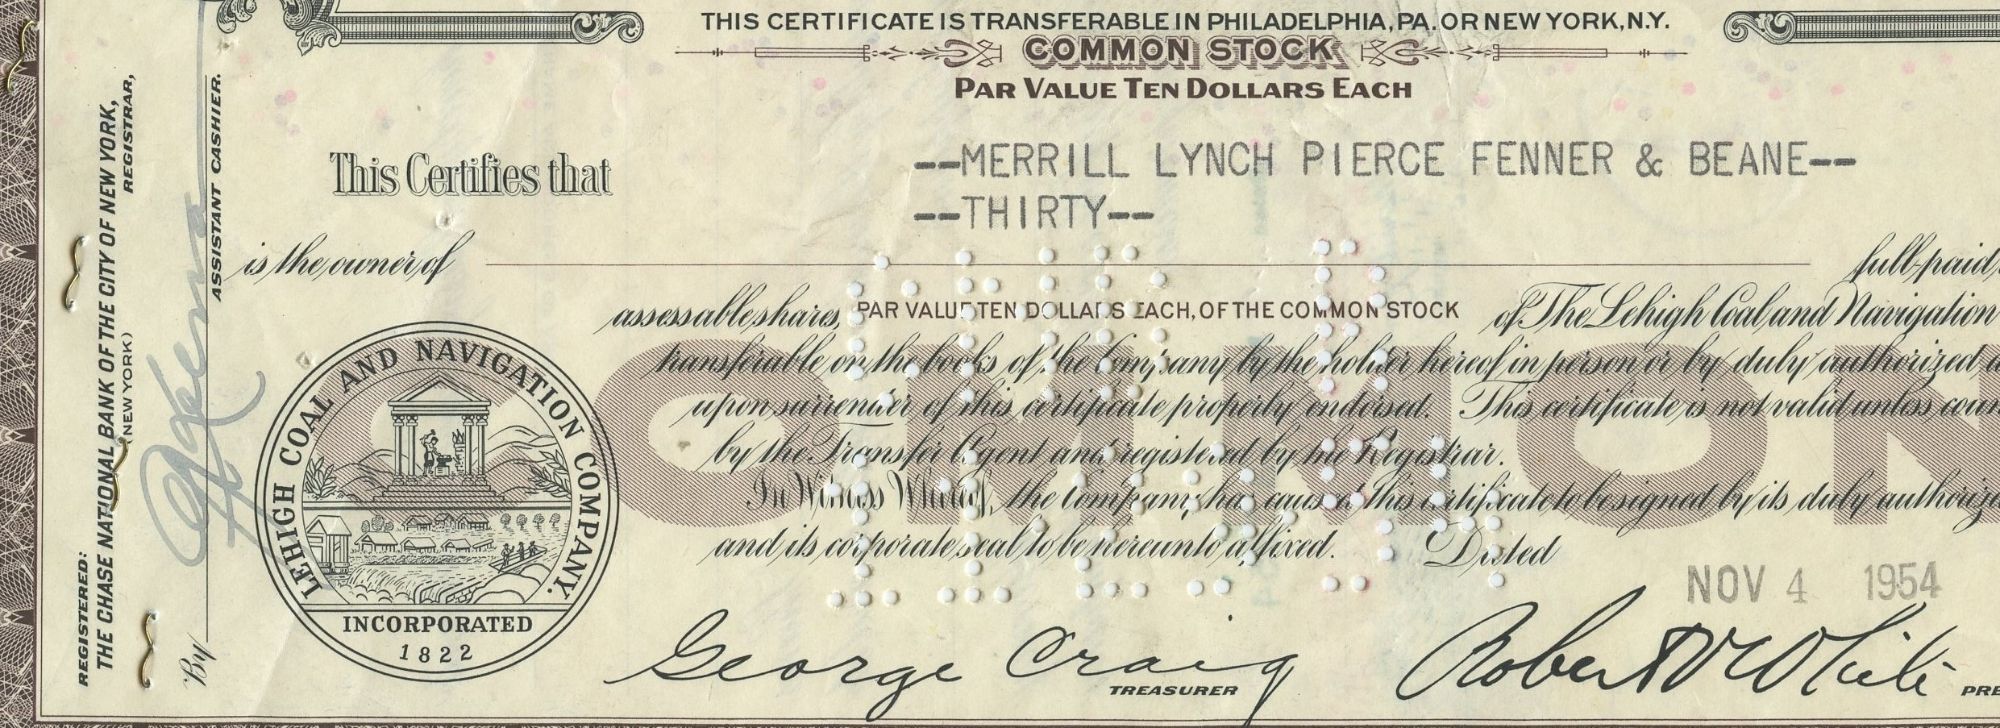 THIS CERTIFICATE IS TRANSFERABLE IN PHILADELPHIA, PA. OR NEW YORK, N.Y.
COMMON STOCK
PAR VALUE TEN DOLLARS EACH
This Certifies that
--MERRILL LYNCH PIERCE FENNER & BEANE--
--THIRTY--
is the owner of
full-paid,
assessable shares, PAR VALUE TEN DOLLARS EACH, OF THE COMMON STOCK of The Lehigh Coal and Navigation
transferable on the books of the Company by the holder hereof in person or by duly authorized
upon surrender of this certificate properly endorsed. This certificate is not valid unless coun
by the Transfer Agent and registered by the Registrar.
In Witness Whereof, the Company has caused this certificate to be signed by its duly authorize
and its corporate seal to be hereunto affixed. Dated
NOV 4 1954
COMMON
George Craig
TREASURER
Robert V White
PRE
LEHIGH COAL AND NAVIGATION COMPANY.
INCORPORATED
1822
REGISTERED:
THE CHASE NATIONAL BANK OF THE CITY OF NEW YORK,
(NEW YORK) REGISTRAR,
By
ASSISTANT CASHIER.